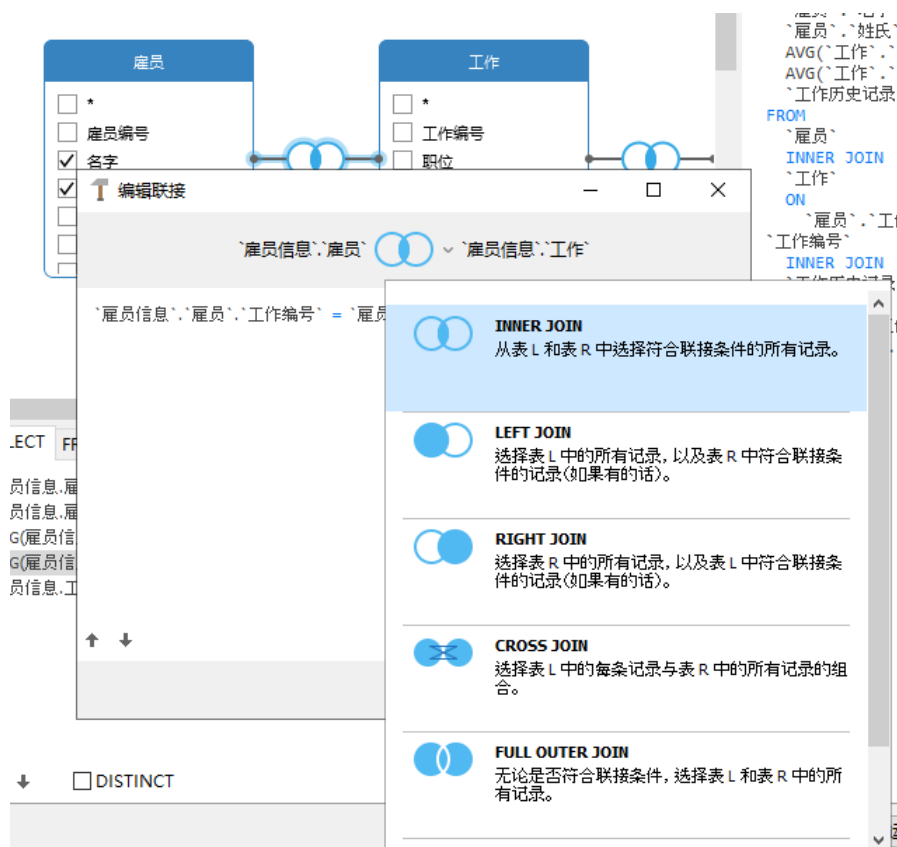 `雇员`.`姓氏`
雇员
工作
AVG(`工作`.`
AVG(`工作`.`
*
*
`工作历史记录
雇员编号
工作编号
FROM
`雇员`
名字
职位
INNER JOIN
`工作`
编辑联接
ON
`雇员`.`工作
`雇员信息`.`雇员`
`雇员信息`.`工作`
`工作编号`
INNER JOIN
`雇员信息`.`雇员`.`工作编号` = `雇员
INNER JOIN
从表 L 和表 R 中选择符合联接条件的所有记录。
LECT
LEFT JOIN
选择表 L 中的所有记录, 以及表 R 中符合联接条
件的记录(如果有的话)。
员信息.雇
员信息.雇
G(雇员信
G(雇员信
员信息.工
RIGHT JOIN
选择表 R 中的所有记录, 以及表 L 中符合联接条
件的记录(如果有的话)。
CROSS JOIN
选择表 L 中的每条记录与表 R 中的所有记录的组
合。
FULL OUTER JOIN
无论是否符合联接条件, 选择表 L 和表 R 中的所
有记录。
DISTINCT